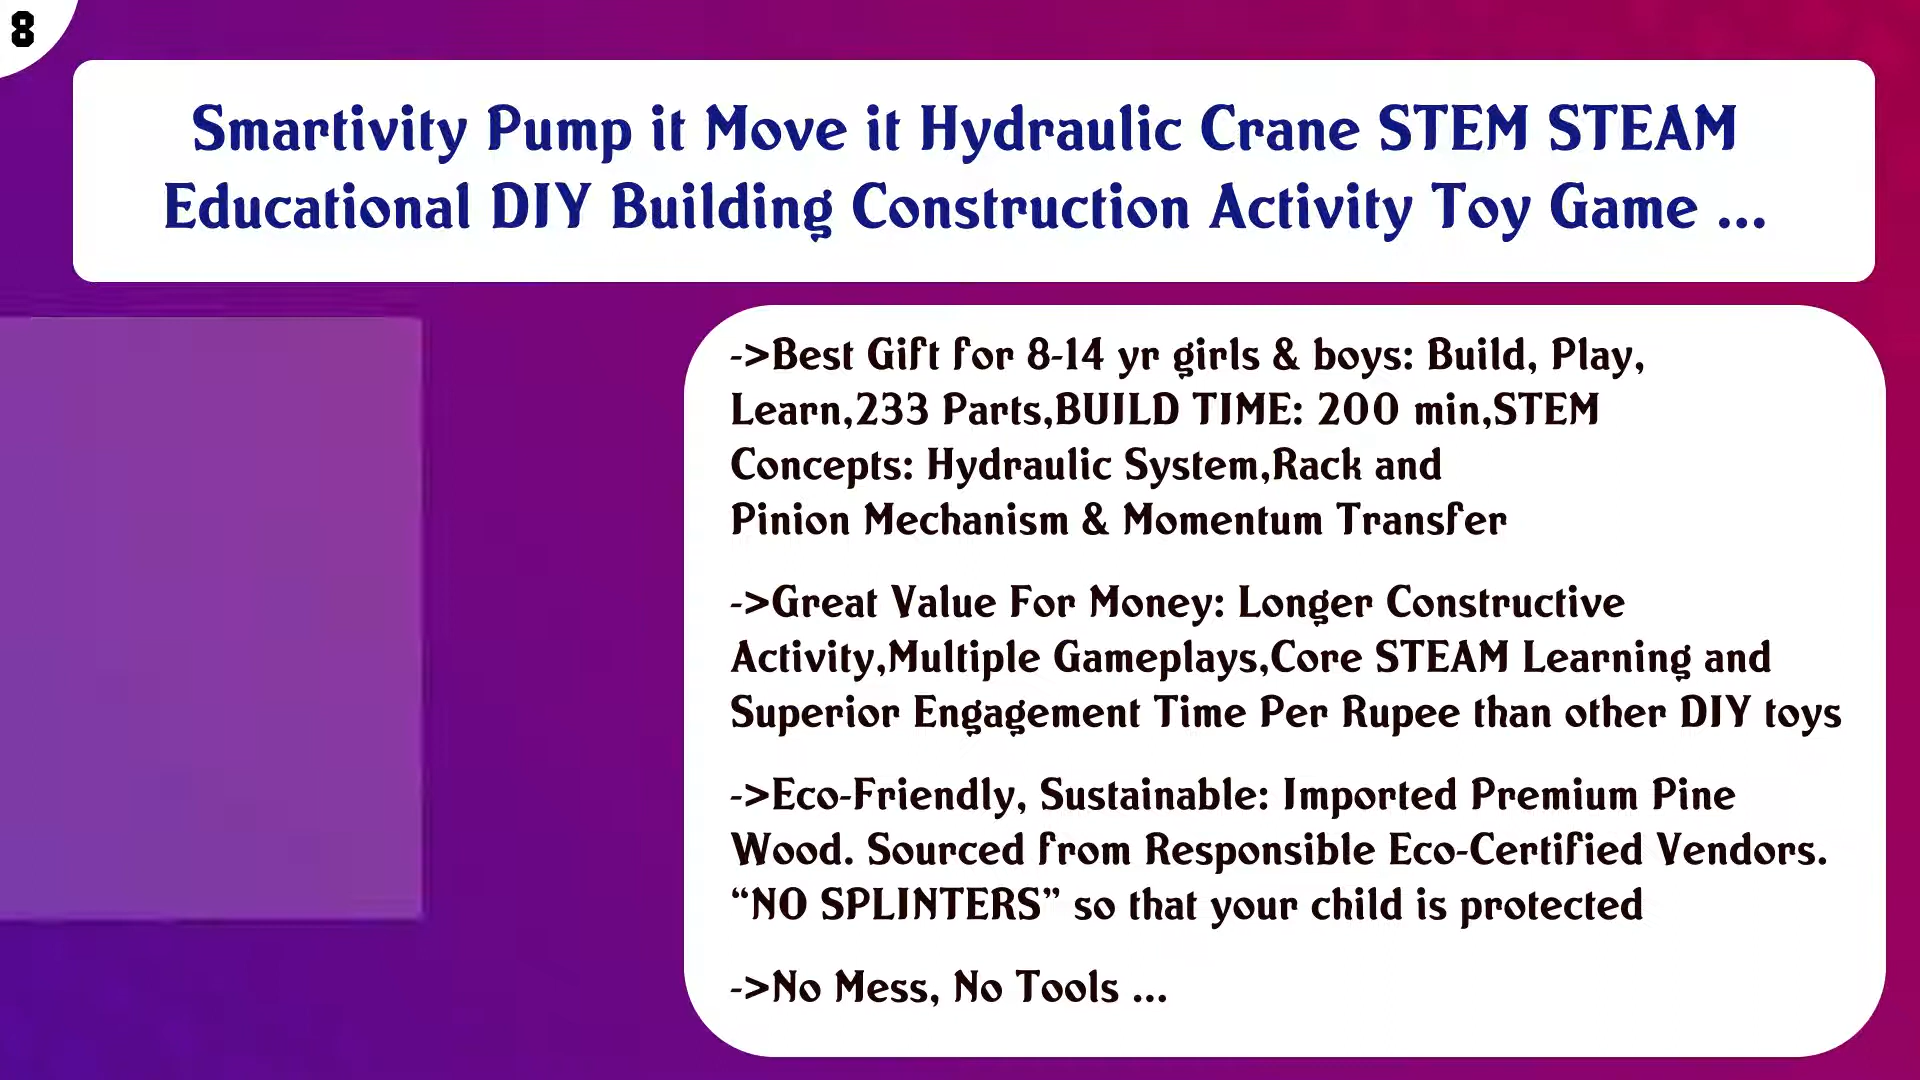 8
Smartivity Pump it Move it Hydraulic Crane STEM STEAM
Educational DIY Building Construction Activity Toy Game ...
->Best Gift for 8-14 yr girls & boys: Build, Play,
Learn,233 Parts,BUILD TIME: 200 min,STEM
Concepts: Hydraulic System,Rack and
Pinion Mechanism & Momentum Transfer
->Great Value For Money: Longer Constructive
Activity,Multiple Gameplays,Core STEAM Learning and
Superior Engagement Time Per Rupee than other DIY toys
->Eco-Friendly, Sustainable: Imported Premium Pine
Wood. Sourced from Responsible Eco-Certified Vendors.
“NO SPLINTERS” so that your child is protected
->No Mess, No Tools ...